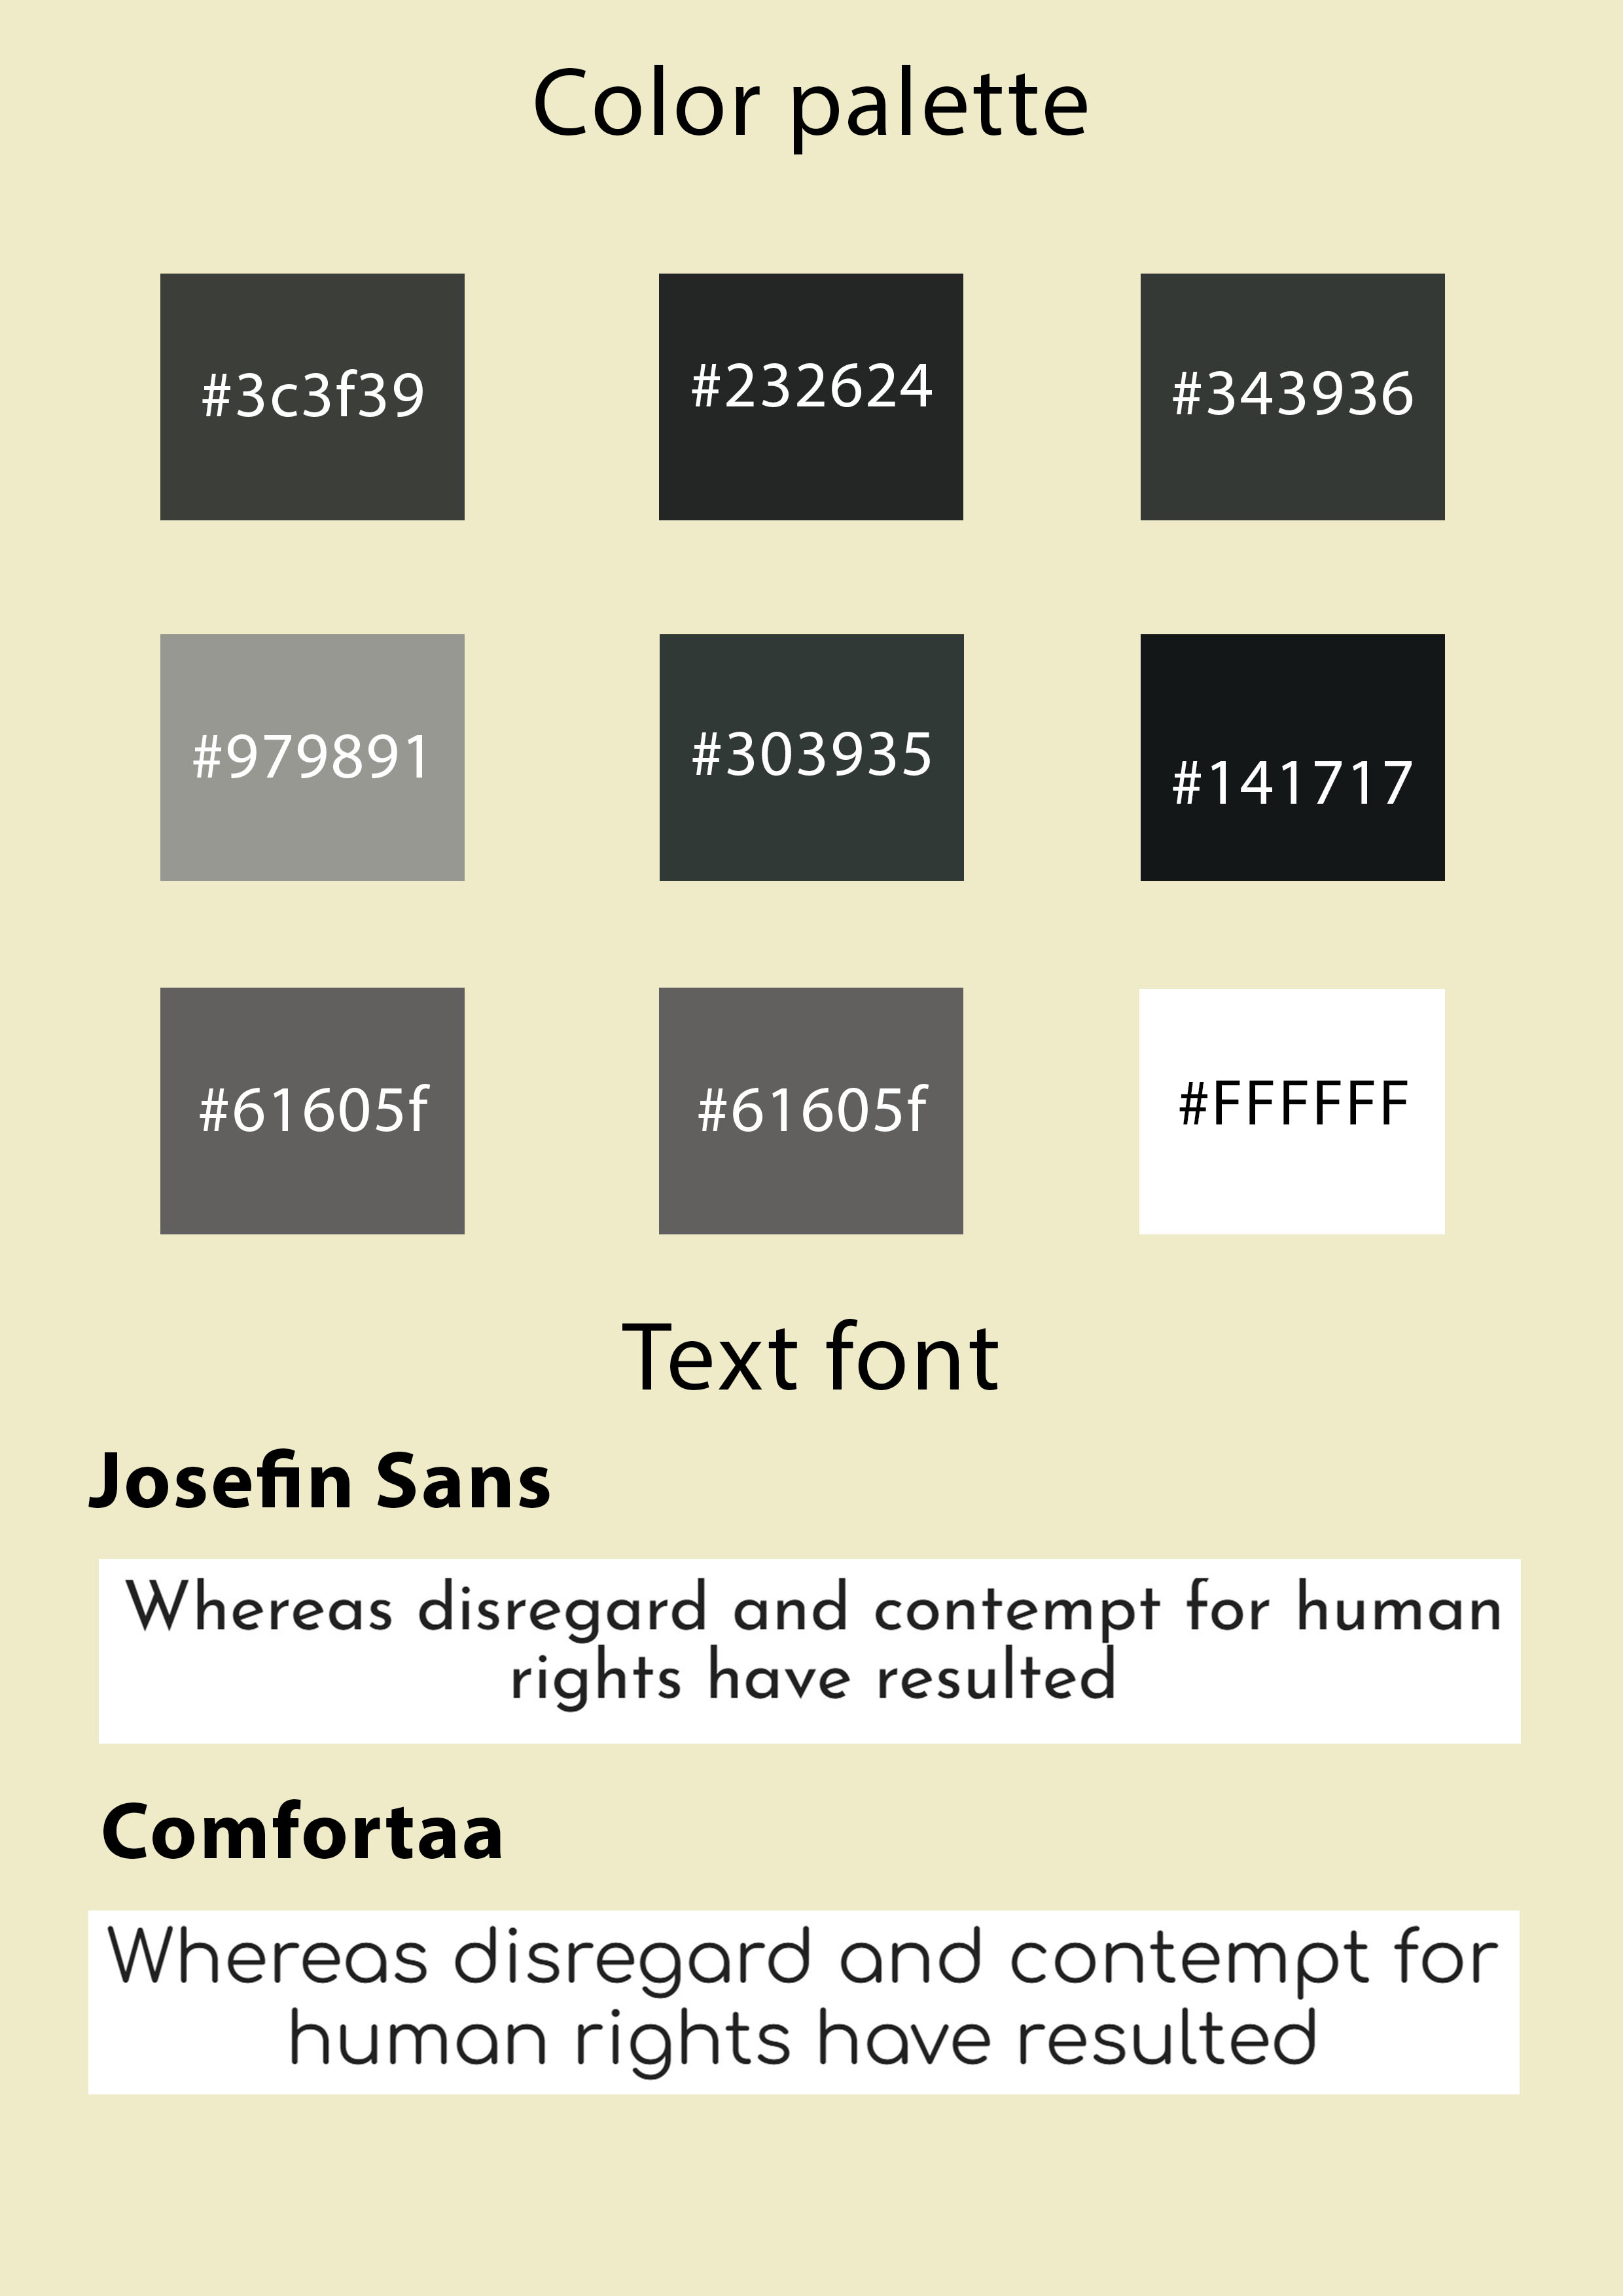 Color palette
#3c3f39 #232624 #343936
#979891 #303935 #141717
#61605f #61605f #FFFFFF
Text font
Josefin Sans
Whereas disregard and contempt for human
rights have resulted
Comfortaa
Whereas disregard and contempt for
human rights have resulted